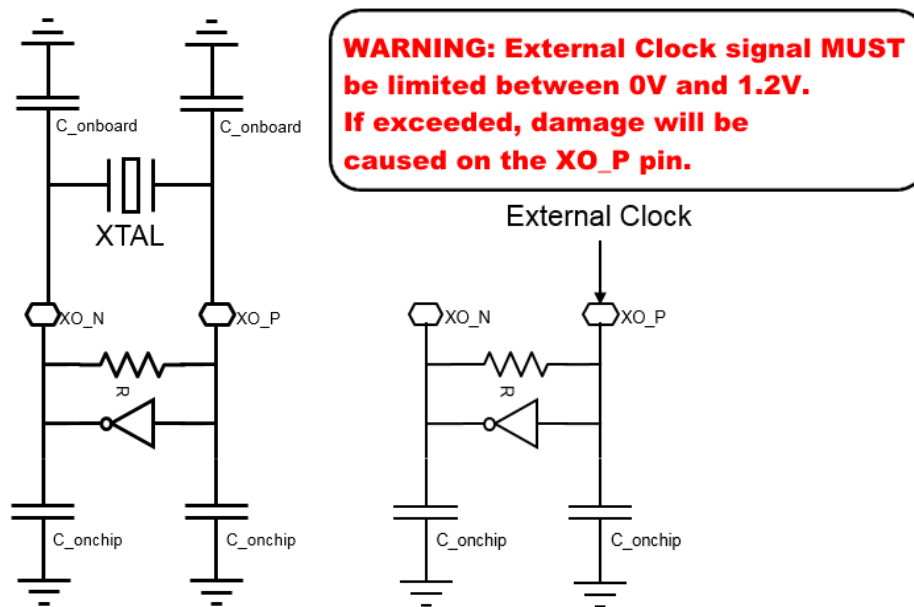 WARNING: External Clock signal MUST
be limited between 0V and 1.2V.
If exceeded, damage will be
caused on the XO_P pin.
C_onboard
C_onboard
XTAL
External Clock
XO_N
XO_P
XO_N
XO_P
R
R
C_onchip
C_onchip
C_onchip
C_onchip